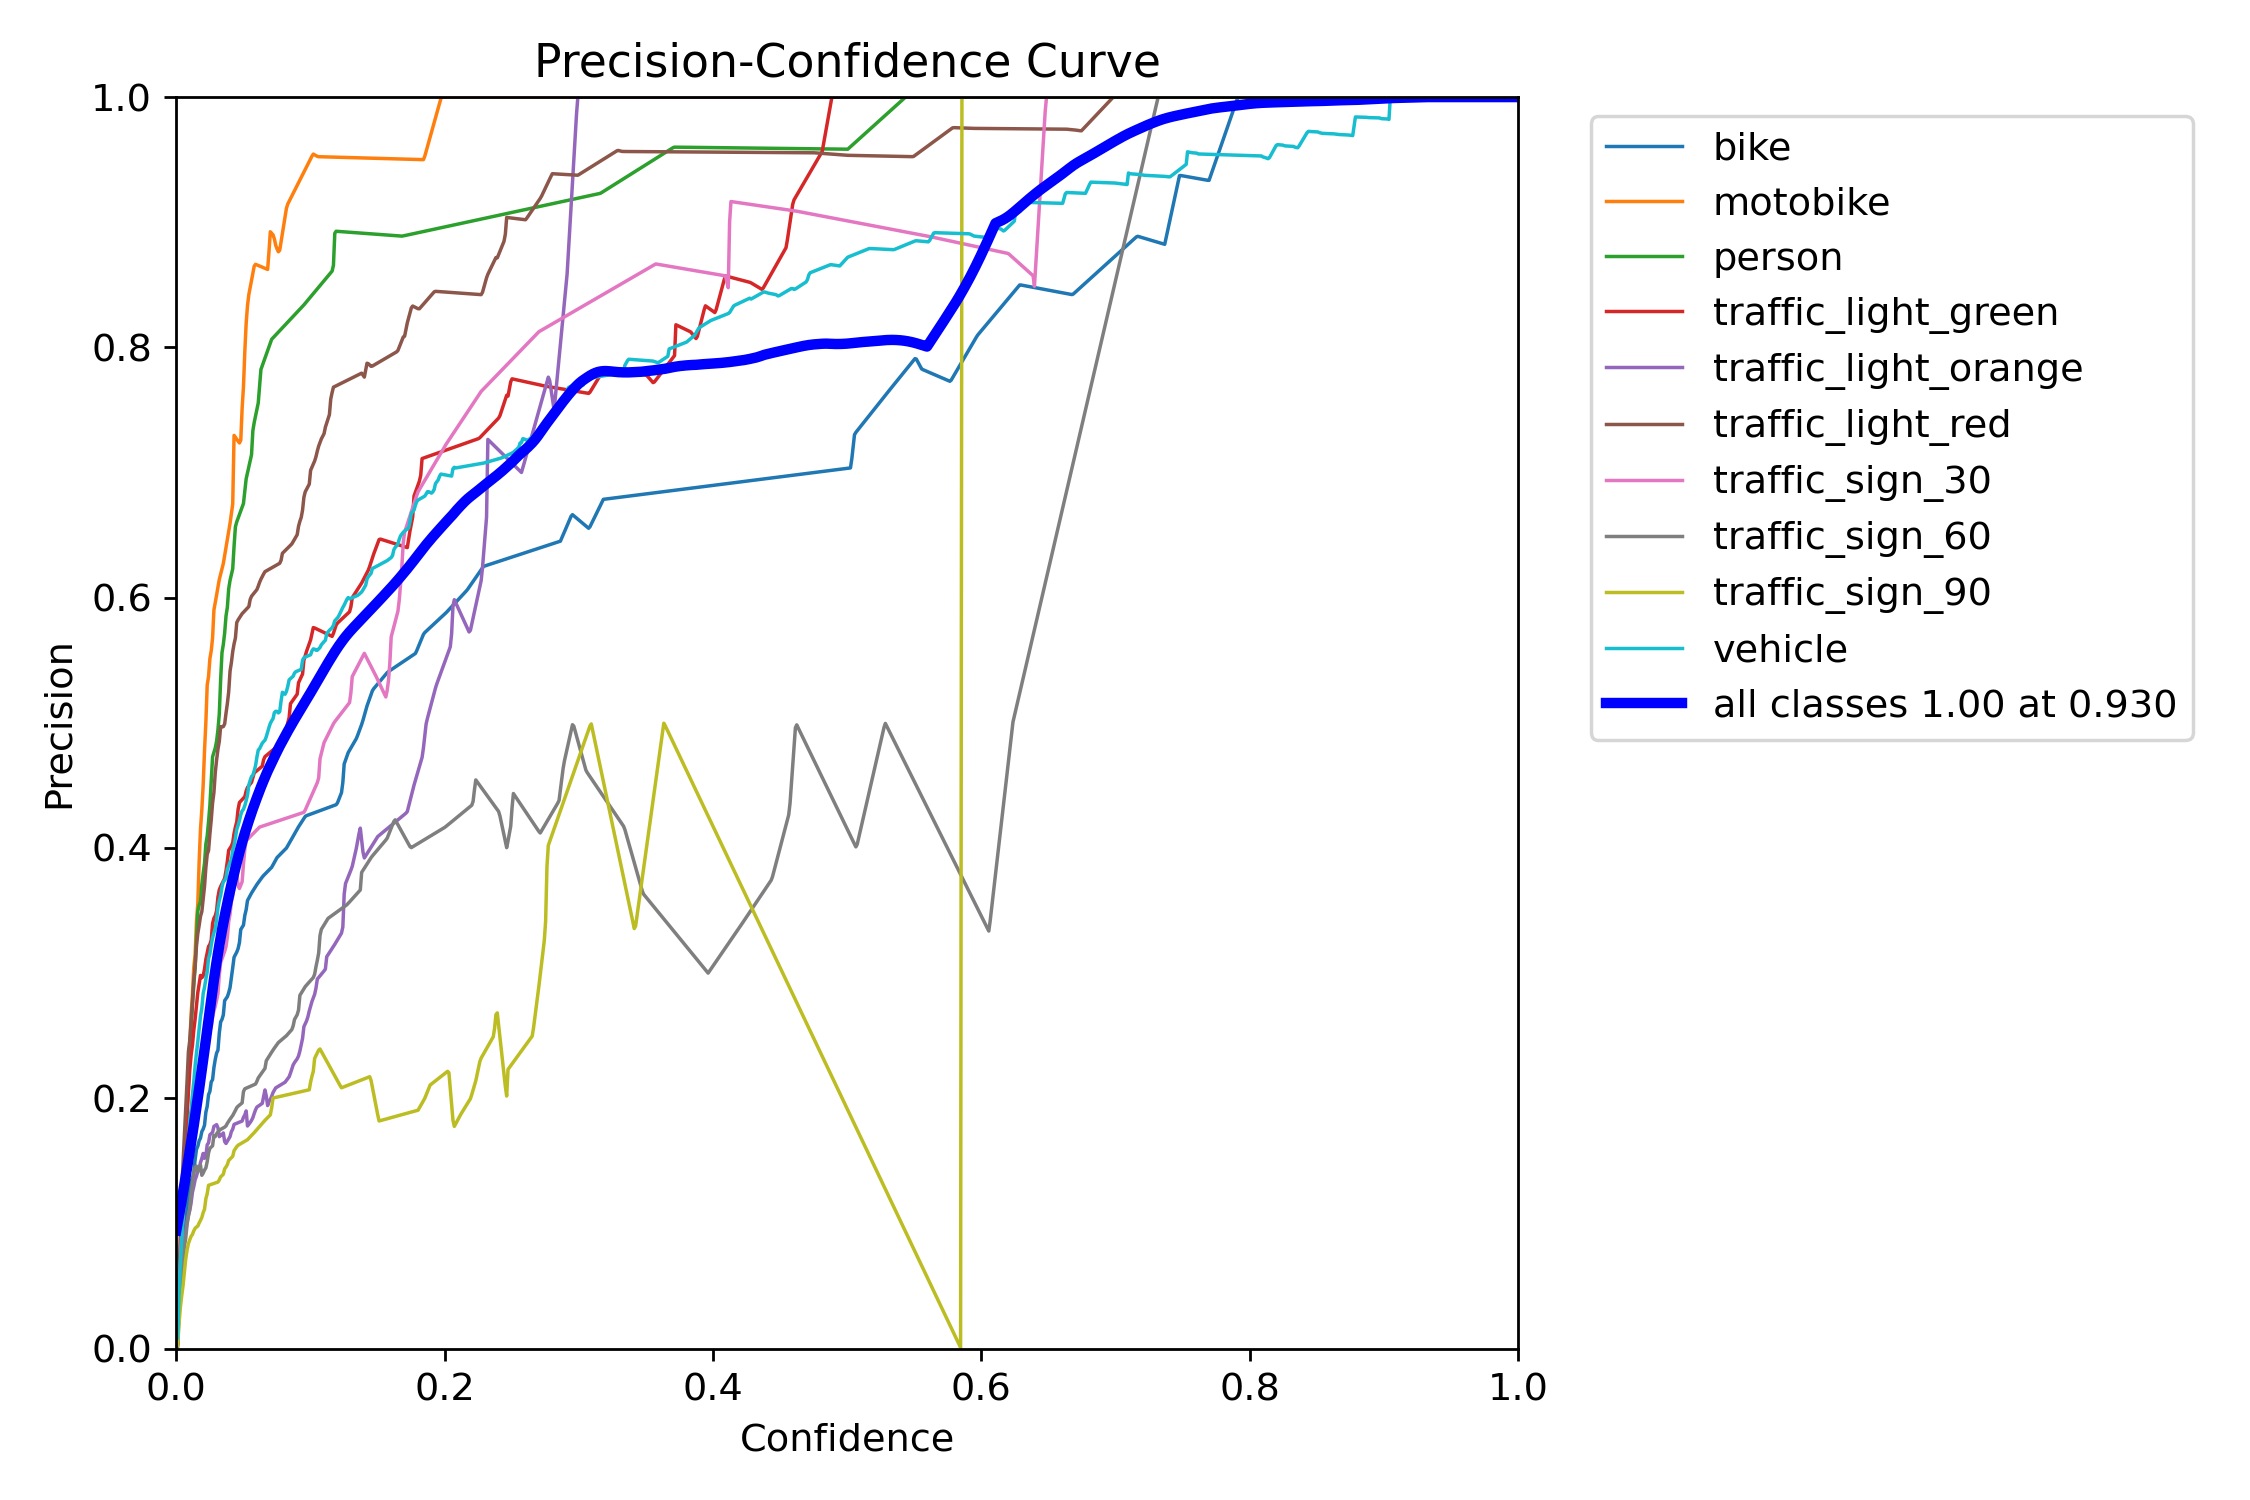 Precision-Confidence Curve
1.0
0.8
0.6
0.4
0.2
0.0
Precision
0.0 0.2 0.4 0.6 0.8 1.0
Confidence
bike
motobike
person
traffic_light_green
traffic_light_orange
traffic_light_red
traffic_sign_30
traffic_sign_60
traffic_sign_90
vehicle
all classes 1.00 at 0.930